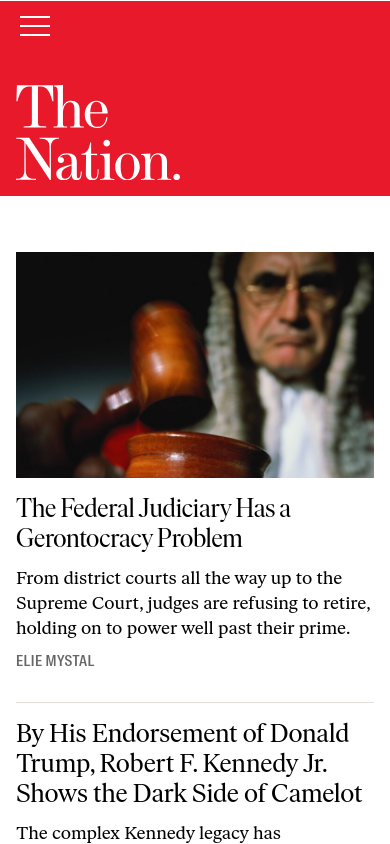 The
Nation.
The Federal Judiciary Has a
Gerontocracy Problem
From district courts all the way up to the
Supreme Court, judges are refusing to retire,
holding on to power well past their prime.
ELIE MYSTAL
By His Endorsement of Donald
Trump, Robert F. Kennedy Jr.
Shows the Dark Side of Camelot
The complex Kennedy legacy has